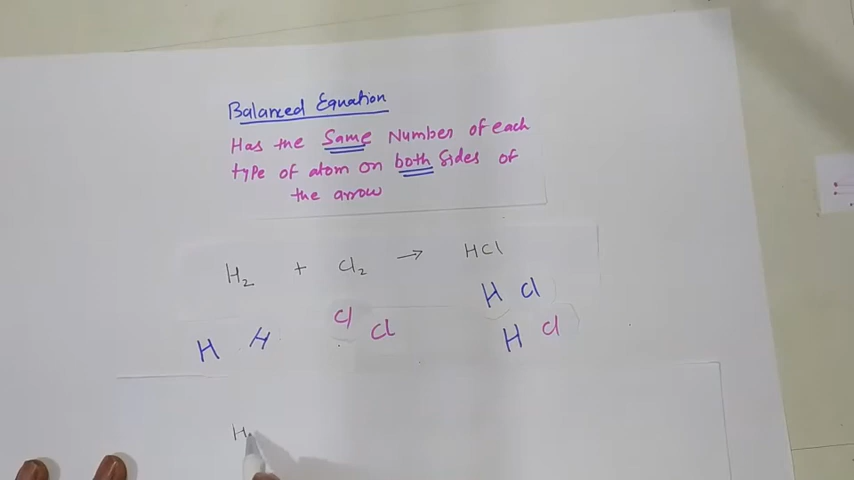 Balanced Equation
Has the Same Number of each
type of atom on both Sides of
the arrow
H₂ + Cl₂ → HCl
H Cl
H H Cl Cl H Cl
H